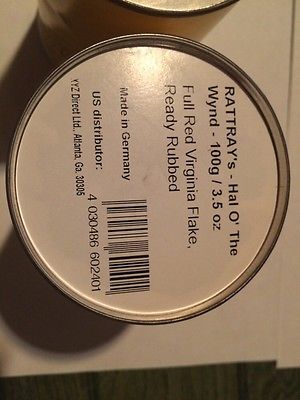 RATTRAY's - Hal O' The
Wynd - 100g / 3.5 oz
Full Red Virginia Flake,
Ready Rubbed
Made in Germany
4 030486 602401
US distributor:
YYZ Direct Ltd., Atlanta, Ga. 30305